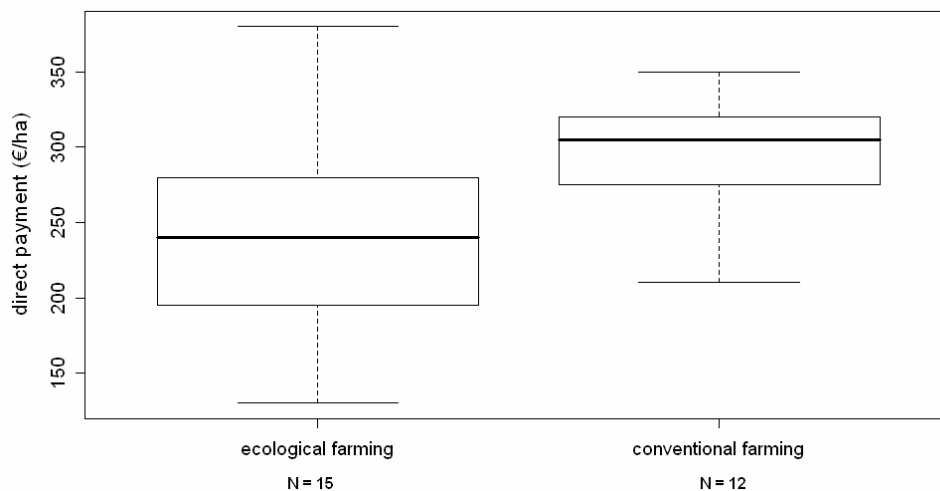 direct payment (€/ha)
350
300
250
200
150
ecological farming
conventional farming
N = 15
N = 12